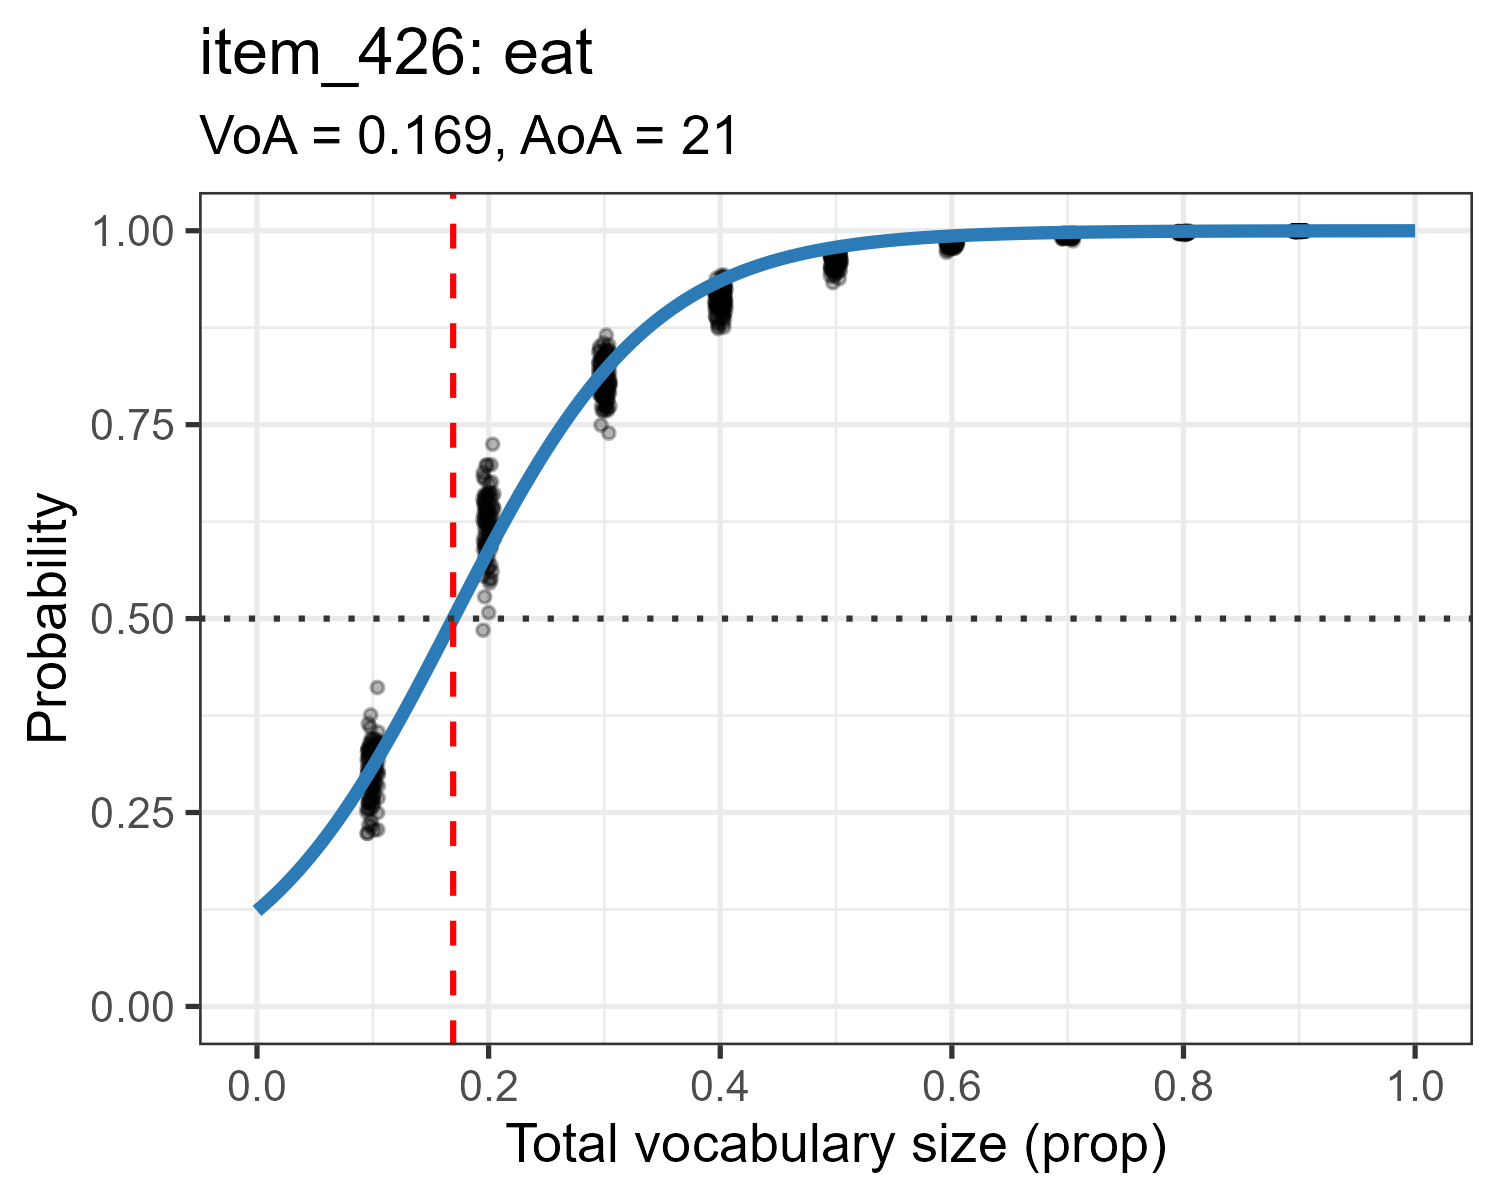 item_426: eat
VoA = 0.169, AoA = 21
Probability
1.00
0.75
0.50
0.25
0.00
0.0 0.2 0.4 0.6 0.8 1.0
Total vocabulary size (prop)